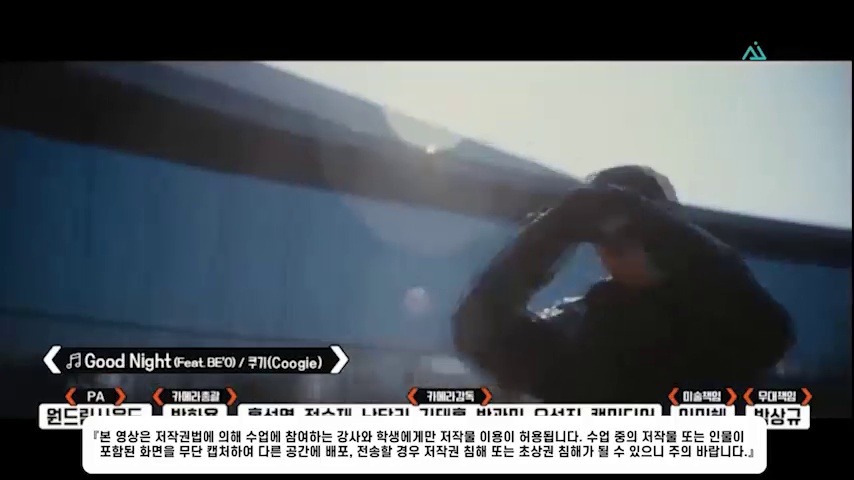 ♫ Good Night (Feat. BE'O) / 쿠기(Coogie)
PA 카메라총괄 카메라감독 미술책임 무대책임
박상규
『본 영상은 저작권법에 의해 수업에 참여하는 강사와 학생에게만 저작물 이용이 허용됩니다. 수업 중의 저작물 또는 인물이
포함된 화면을 무단 캡처하여 다른 공간에 배포, 전송할 경우 저작권 침해 또는 초상권 침해가 될 수 있으니 주의 바랍니다.』